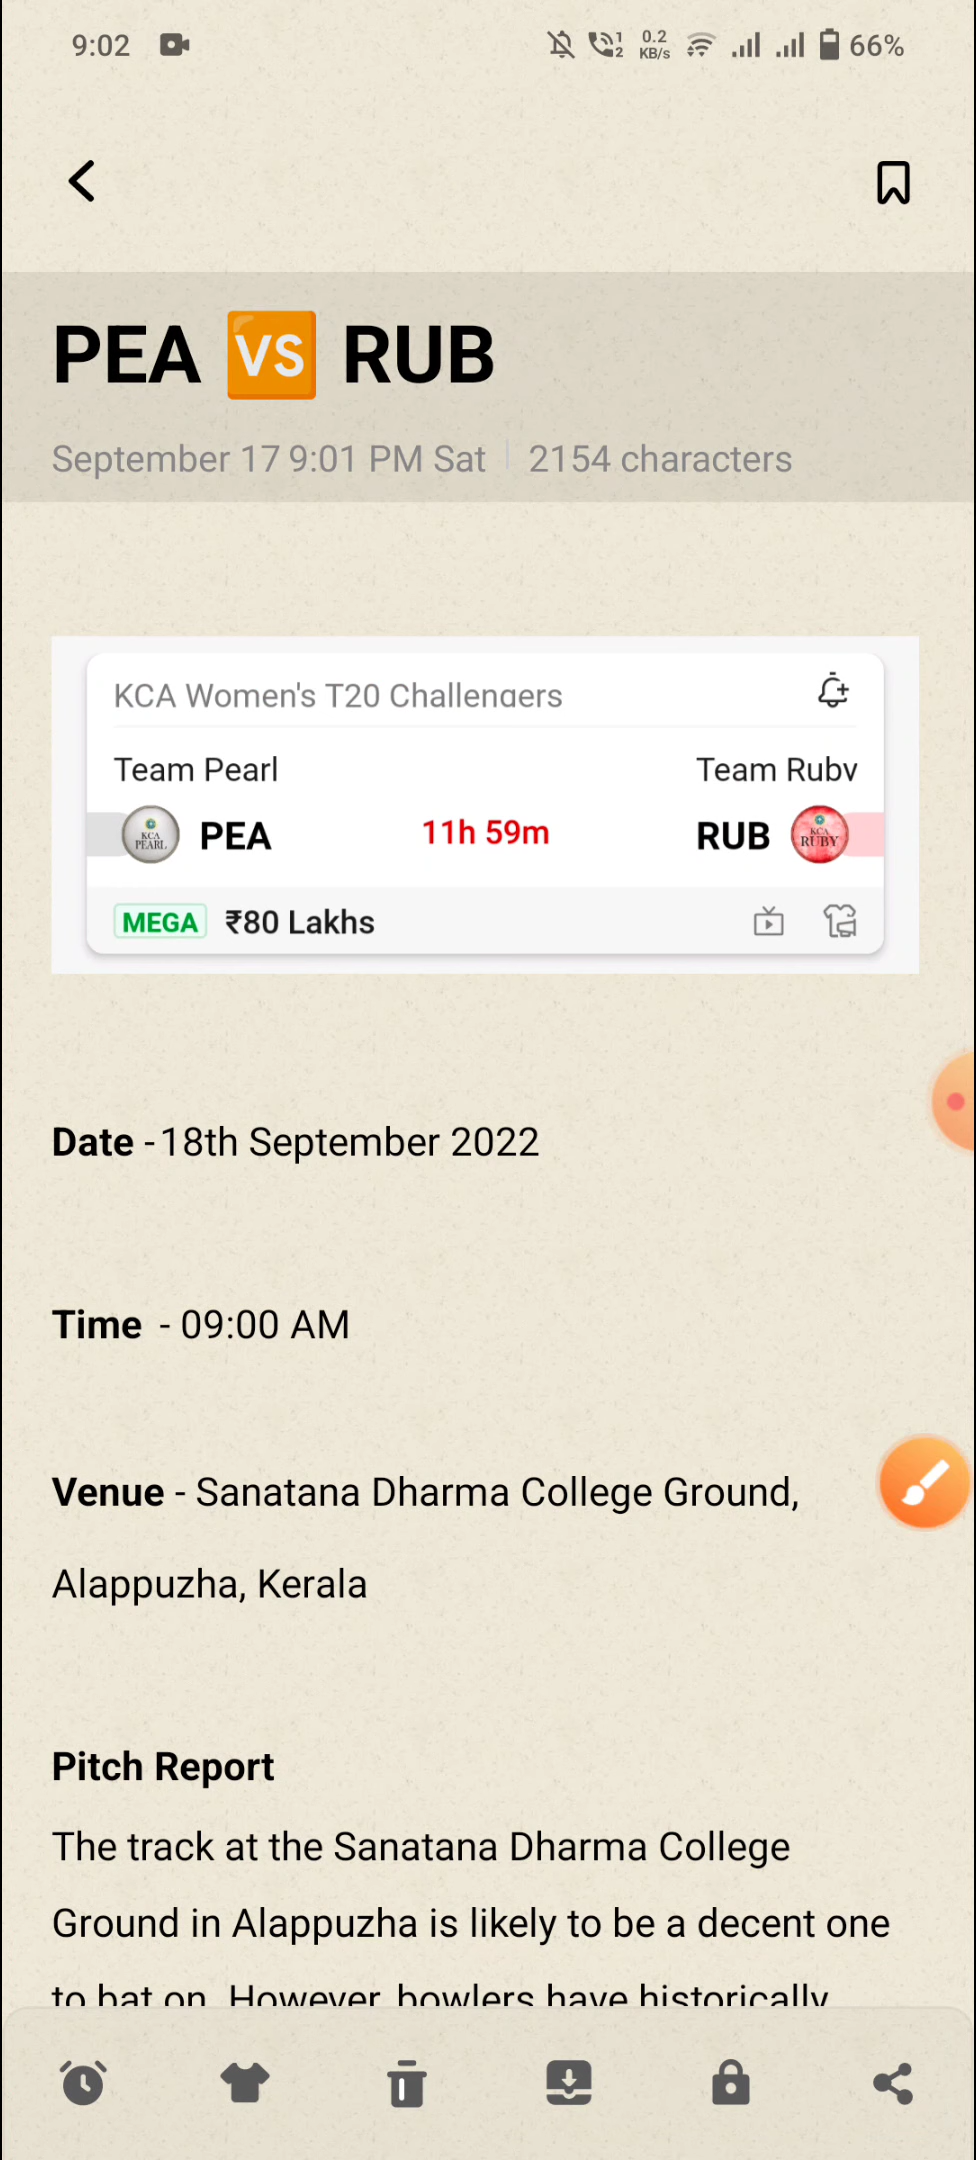 9:02
1
2
0.2
KB/s
66%
PEA VS RUB
September 17 9:01 PM Sat
2154 characters
KCA Women's T20 Challengers
Team Pearl
Team Ruby
KCA
PEARL
PEA
11h 59m
RUB
KCA
RUBY
MEGA ₹80 Lakhs
Date - 18th September 2022
Time - 09:00 AM
Venue - Sanatana Dharma College Ground,
Alappuzha, Kerala
Pitch Report
The track at the Sanatana Dharma College
Ground in Alappuzha is likely to be a decent one
to bat on. However, bowlers have historically